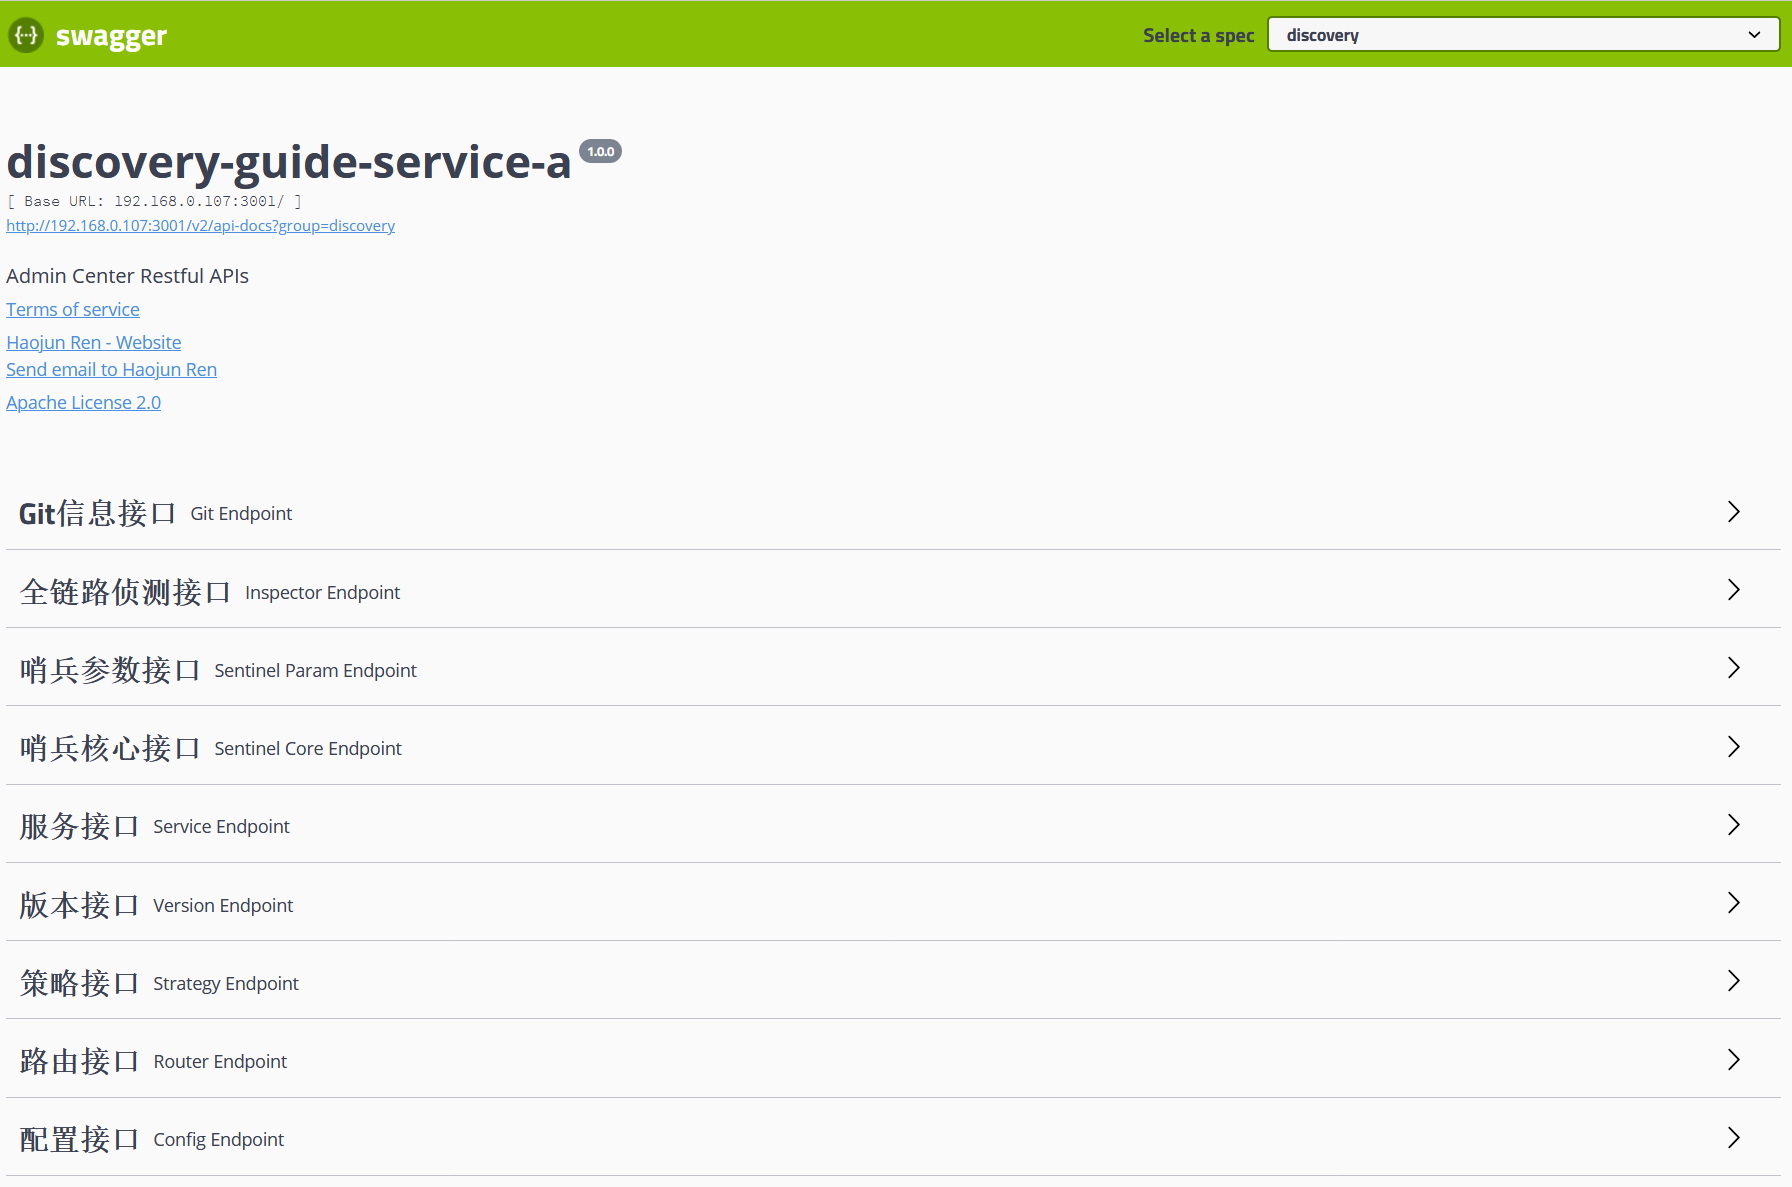 swagger
Select a spec discovery
discovery-guide-service-a 1.0.0
[ Base URL: 192.168.0.107:3001/ ]
http://192.168.0.107:3001/v2/api-docs?group=discovery
Admin Center Restful APIs
Terms of service
Haojun Ren - Website
Send email to Haojun Ren
Apache License 2.0
Git信息接口 Git Endpoint
全链路侦测接口 Inspector Endpoint
哨兵参数接口 Sentinel Param Endpoint
哨兵核心接口 Sentinel Core Endpoint
服务接口 Service Endpoint
版本接口 Version Endpoint
策略接口 Strategy Endpoint
路由接口 Router Endpoint
配置接口 Config Endpoint